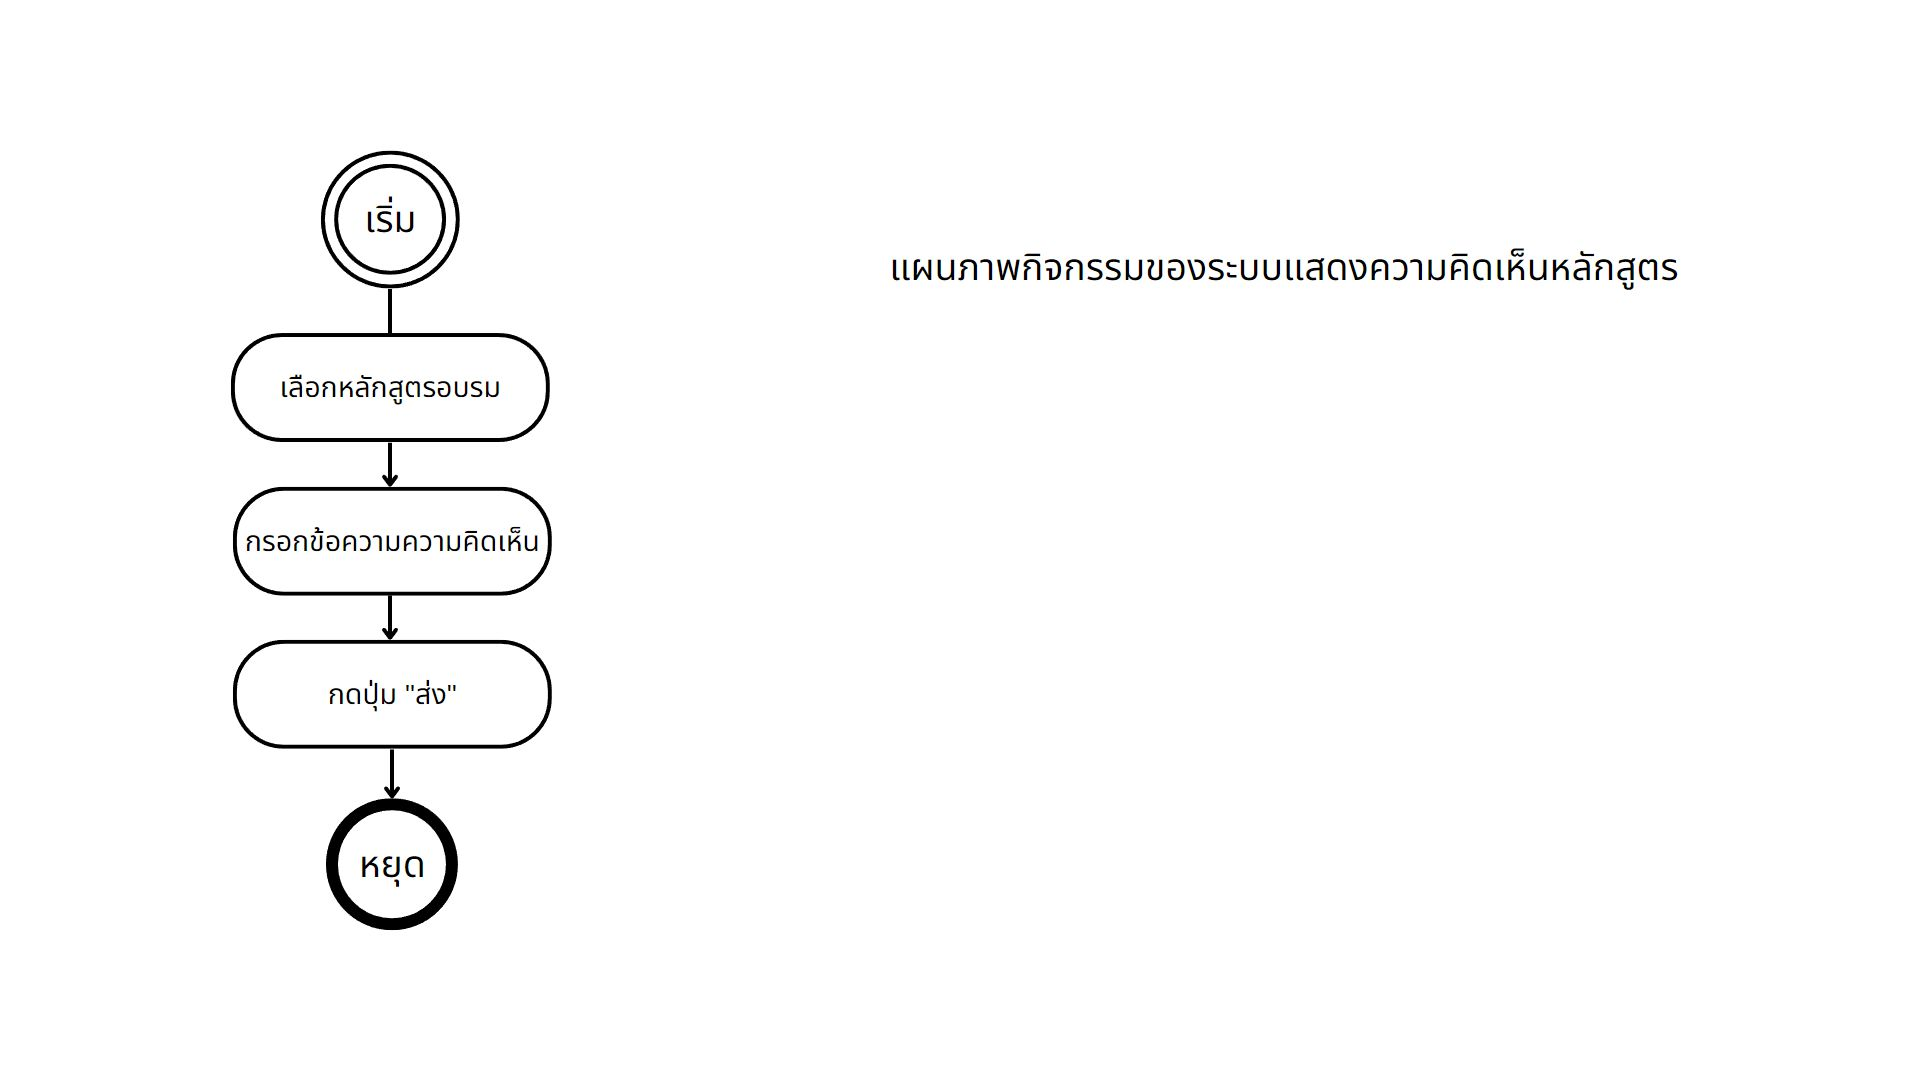 เริ่ม
แผนภาพกิจกรรมของระบบแสดงความคิดเห็นหลักสูตร
เลือกหลักสูตรอบรม
กรอกข้อความความคิดเห็น
กดปุ่ม "ส่ง"
หยุด